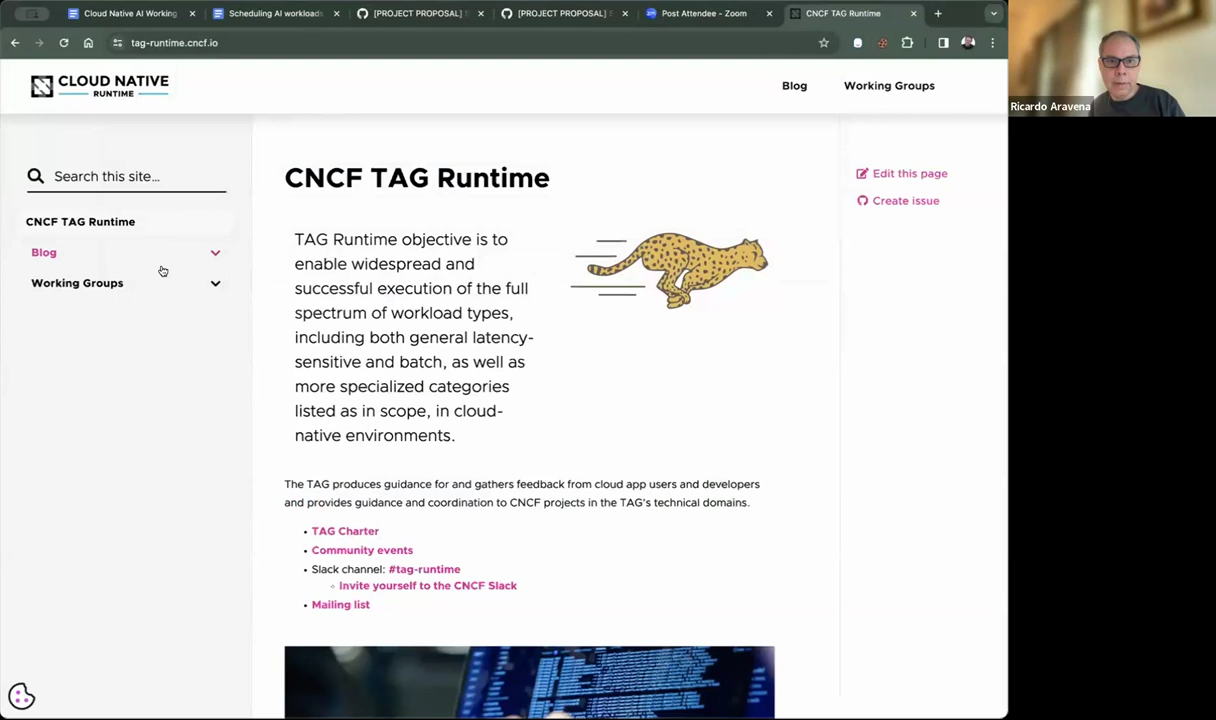 Cloud Native AI Working
Scheduling AI workloads
[PROJECT PROPOSAL]
[PROJECT PROPOSAL]
Post Attendee - Zoom
CNCF TAG Runtime
tag-runtime.cncf.io
CLOUD NATIVE
RUNTIME
Blog
Working Groups
Ricardo Aravena
Search this site…
CNCF TAG Runtime
Blog
Working Groups
CNCF TAG Runtime
TAG Runtime objective is to
enable widespread and
successful execution of the full
spectrum of workload types,
including both general latency-
sensitive and batch, as well as
more specialized categories
listed as in scope, in cloud-
native environments.
The TAG produces guidance for and gathers feedback from cloud app users and developers
and provides guidance and coordination to CNCF projects in the TAG's technical domains.
• TAG Charter
• Community events
• Slack channel: #tag-runtime
◦ Invite yourself to the CNCF Slack
• Mailing list
Edit this page
Create issue